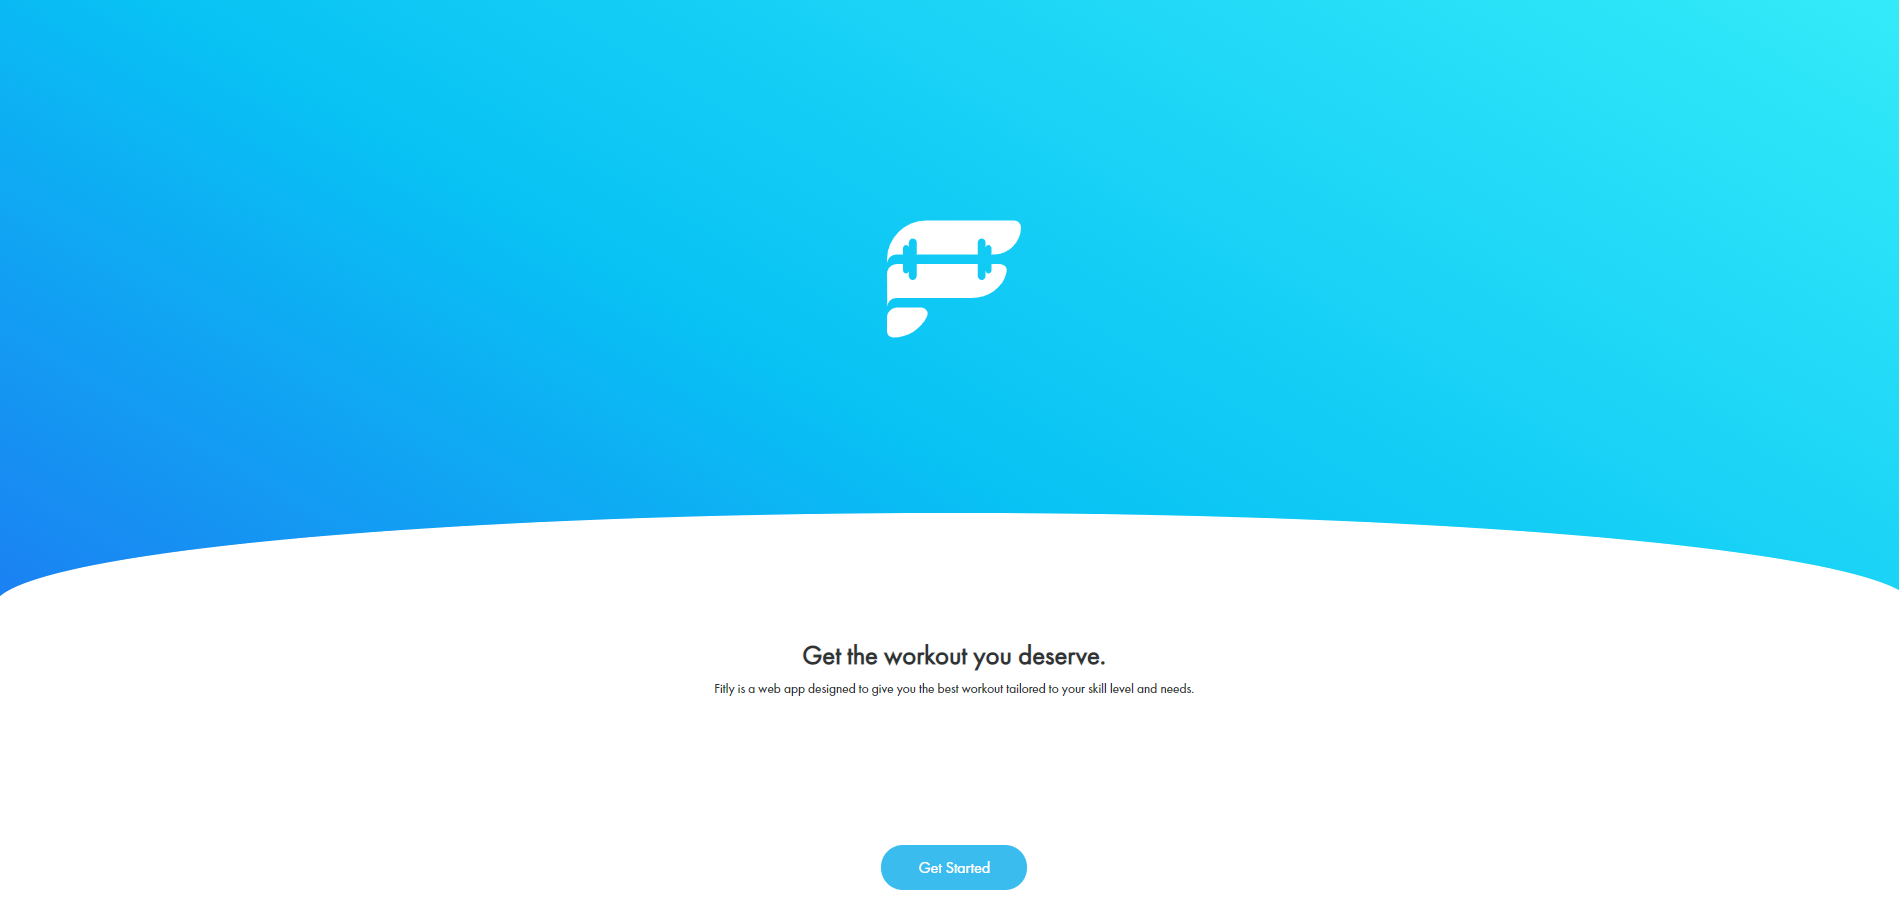 Get the workout you deserve.
Fitly is a web app designed to give you the best workout tailored to your skill level and needs.
Get Started